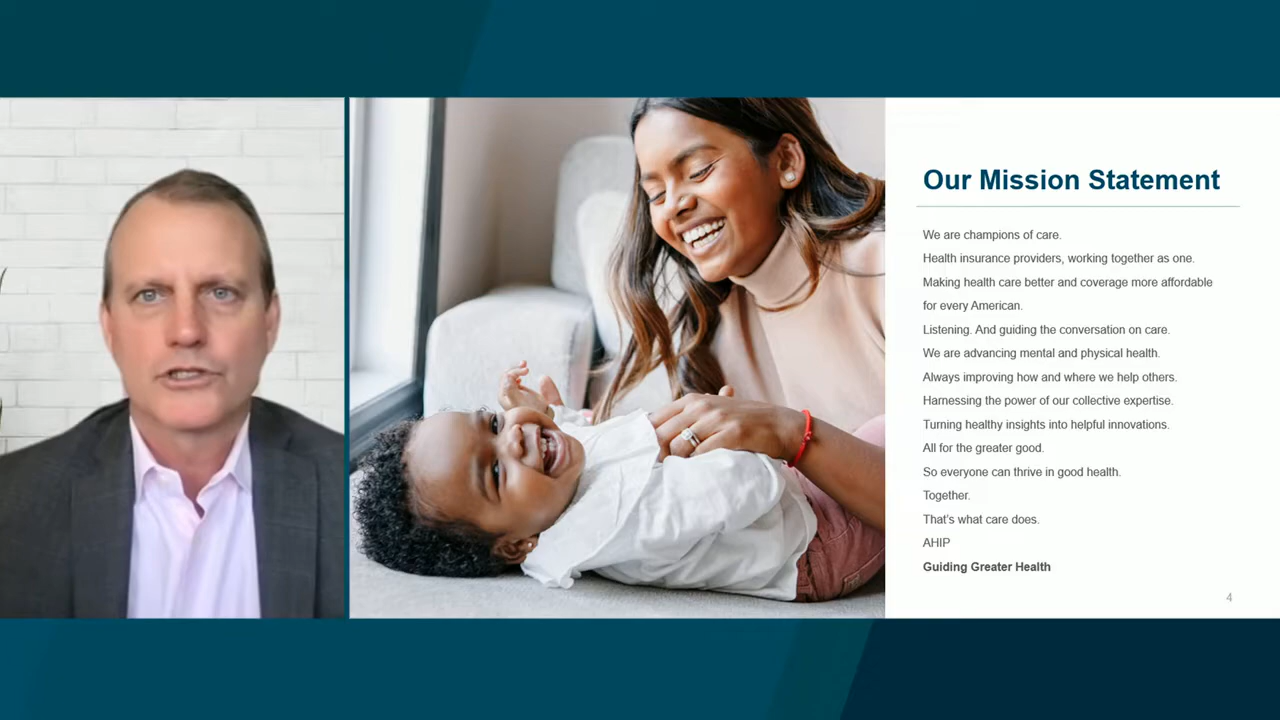 Our Mission Statement
We are champions of care.
Health insurance providers, working together as one.
Making health care better and coverage more affordable
for every American.
Listening. And guiding the conversation on care.
We are advancing mental and physical health.
Always improving how and where we help others.
Harnessing the power of our collective expertise.
Turning healthy insights into helpful innovations.
All for the greater good.
So everyone can thrive in good health.
Together.
That's what care does.
AHIP
Guiding Greater Health
4